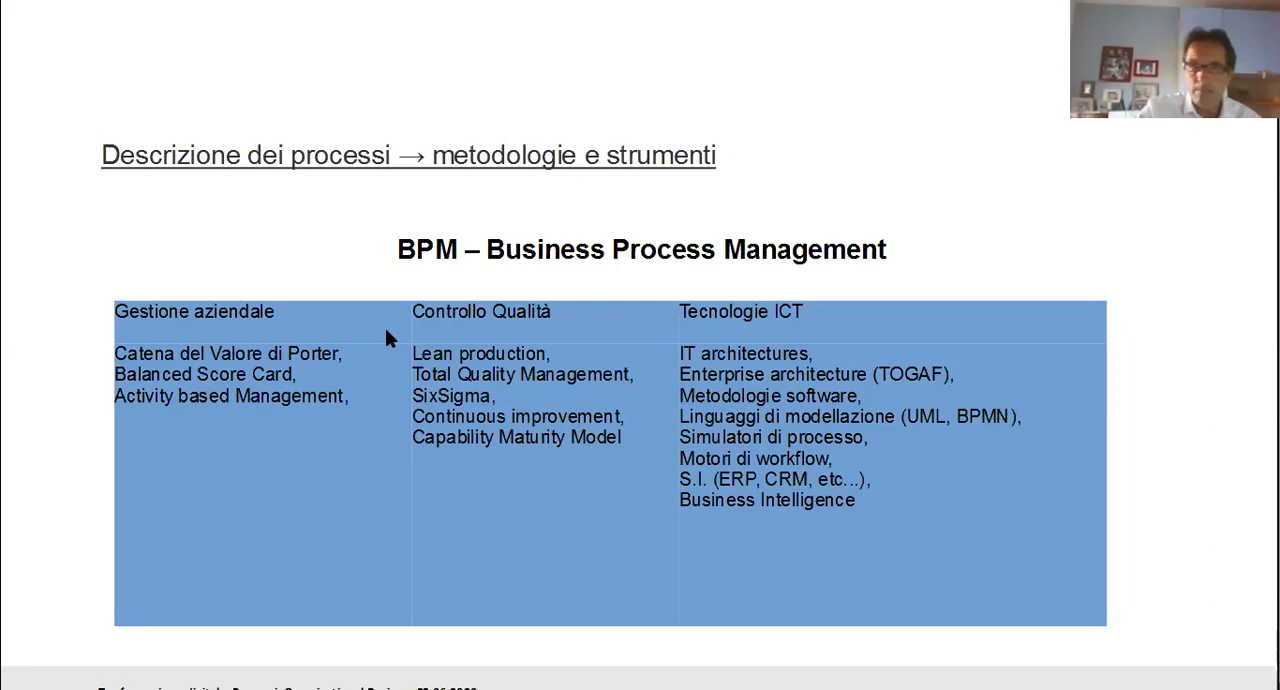 Descrizione dei processi → metodologie e strumenti
BPM – Business Process Management
Gestione aziendale
Controllo Qualità
Tecnologie ICT
Catena del Valore di Porter,
Balanced Score Card,
Activity based Management,
Lean production,
Total Quality Management,
SixSigma,
Continuous improvement,
Capability Maturity Model
IT architectures,
Enterprise architecture (TOGAF),
Metodologie software,
Linguaggi di modellazione (UML, BPMN),
Simulatori di processo,
Motori di workflow,
S.I. (ERP, CRM, etc...),
Business Intelligence